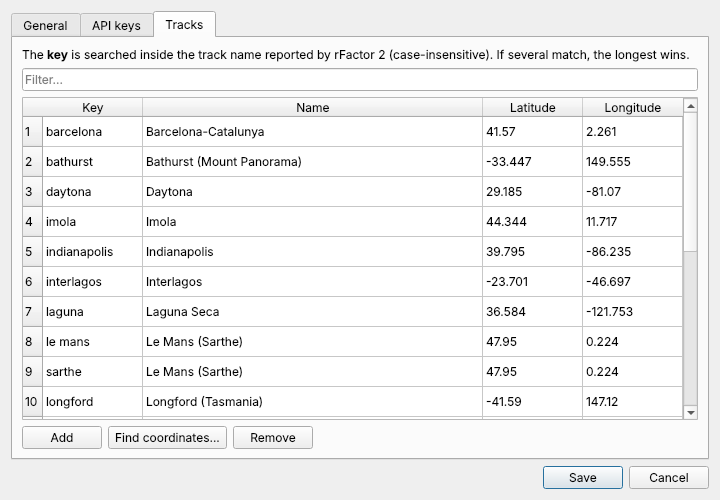 General API keys Tracks
The key is searched inside the track name reported by rFactor 2 (case-insensitive). If several match, the longest wins.
Filter...
Key Name Latitude Longitude
1 barcelona Barcelona-Catalunya 41.57 2.261
2 bathurst Bathurst (Mount Panorama) -33.447 149.555
3 daytona Daytona 29.185 -81.07
4 imola Imola 44.344 11.717
5 indianapolis Indianapolis 39.795 -86.235
6 interlagos Interlagos -23.701 -46.697
7 laguna Laguna Seca 36.584 -121.753
8 le mans Le Mans (Sarthe) 47.95 0.224
9 sarthe Le Mans (Sarthe) 47.95 0.224
10 longford Longford (Tasmania) -41.59 147.12
Add Find coordinates... Remove
Save Cancel